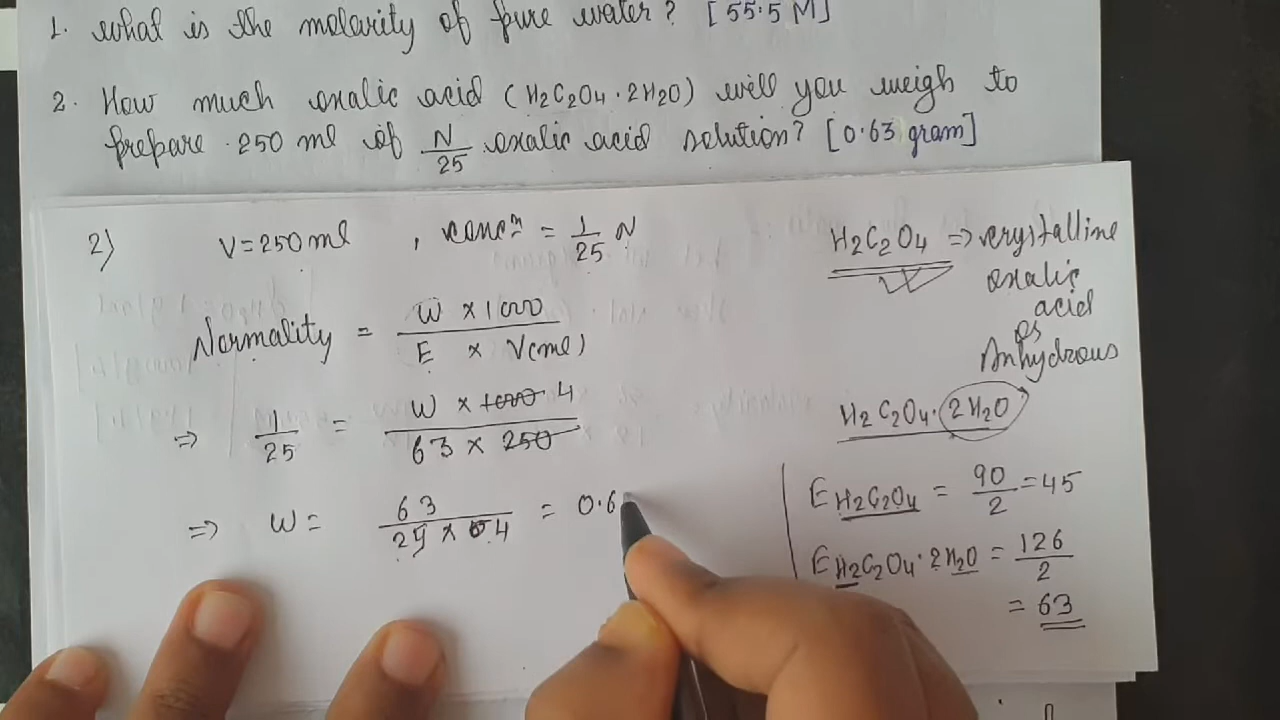 1. what is the molarity of pure water? [55.5 M]
2. How much oxalic acid (H2C2O4 . 2H2O) will you weigh to
prepare 250 ml of N/25 oxalic acid solution? [0.63 gram]
2) V=250 ml , concⁿ = 1/25 N
Normality = W x 1000 / E x V(ml)
=> 1/25 = W x 1000 4 / 63 x 250
=> W = 63 / 25 x 4 = 0.6
H2C2O4 => crystalline
oxalic
acid
Anhydrous
H2C2O4.2H2O
E H2C2O4 = 90/2 = 45
E H2C2O4.2H2O = 126/2
= 63